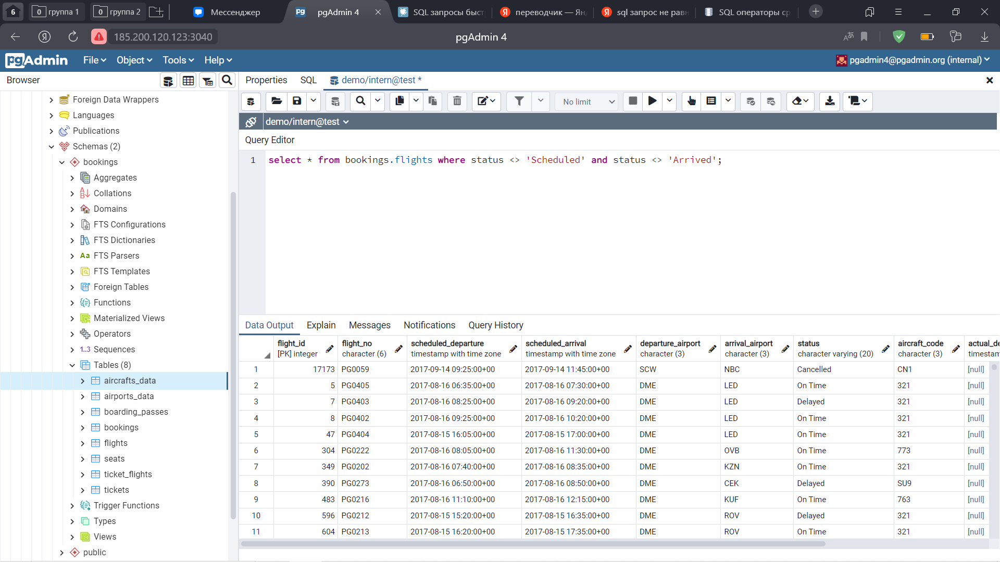 6
0 группа 1
0 группа 2
Мессенджер
pg pgAdmin 4
SQL запросы быст
Я переводчик — Ян
Я sql запрос не рав
SQL операторы ср
Я
185.200.120.123:3040
pgAdmin 4
pgAdmin
File
Object
Tools
Help
pgadmin4@pgadmin.org (internal)
Browser
Properties
SQL
demo/intern@test *
No limit
demo/intern@test
Query Editor
1 select * from bookings.flights where status <> 'Scheduled' and status <> 'Arrived';
Foreign Data Wrappers
Languages
Publications
Schemas (2)
bookings
Aggregates
Collations
Domains
FTS Configurations
FTS Dictionaries
Aa FTS Parsers
FTS Templates
Foreign Tables
Functions
Materialized Views
Operators
1..3 Sequences
Tables (8)
aircrafts_data
airports_data
boarding_passes
bookings
flights
seats
ticket_flights
tickets
Trigger Functions
Types
Views
public
Data Output
Explain
Messages
Notifications
Query History
flight_id flight_no scheduled_departure scheduled_arrival departure_airport arrival_airport status aircraft_code actual_de
[PK] integer character (6) timestamp with time zone timestamp with time zone character (3) character (3) character varying (20) character (3) timestam
1 17173 PG0059 2017-09-14 09:25:00+00 2017-09-14 11:45:00+00 SCW NBC Cancelled CN1 [null]
2 5 PG0405 2017-08-16 06:35:00+00 2017-08-16 07:30:00+00 DME LED On Time 321 [null]
3 7 PG0403 2017-08-16 08:25:00+00 2017-08-16 09:20:00+00 DME LED Delayed 321 [null]
4 8 PG0402 2017-08-16 09:25:00+00 2017-08-16 10:20:00+00 DME LED On Time 321 [null]
5 47 PG0404 2017-08-15 16:05:00+00 2017-08-15 17:00:00+00 DME LED On Time 321 [null]
6 304 PG0222 2017-08-16 08:05:00+00 2017-08-16 11:30:00+00 DME OVB On Time 773 [null]
7 349 PG0202 2017-08-16 07:40:00+00 2017-08-16 08:35:00+00 DME KZN On Time 321 [null]
8 390 PG0273 2017-08-16 06:50:00+00 2017-08-16 08:50:00+00 DME CEK Delayed SU9 [null]
9 483 PG0216 2017-08-16 11:10:00+00 2017-08-16 12:15:00+00 DME KUF On Time 763 [null]
10 596 PG0212 2017-08-15 15:20:00+00 2017-08-15 16:35:00+00 DME ROV Delayed 321 [null]
11 604 PG0213 2017-08-15 16:20:00+00 2017-08-15 17:35:00+00 DME ROV On Time 321 [null]